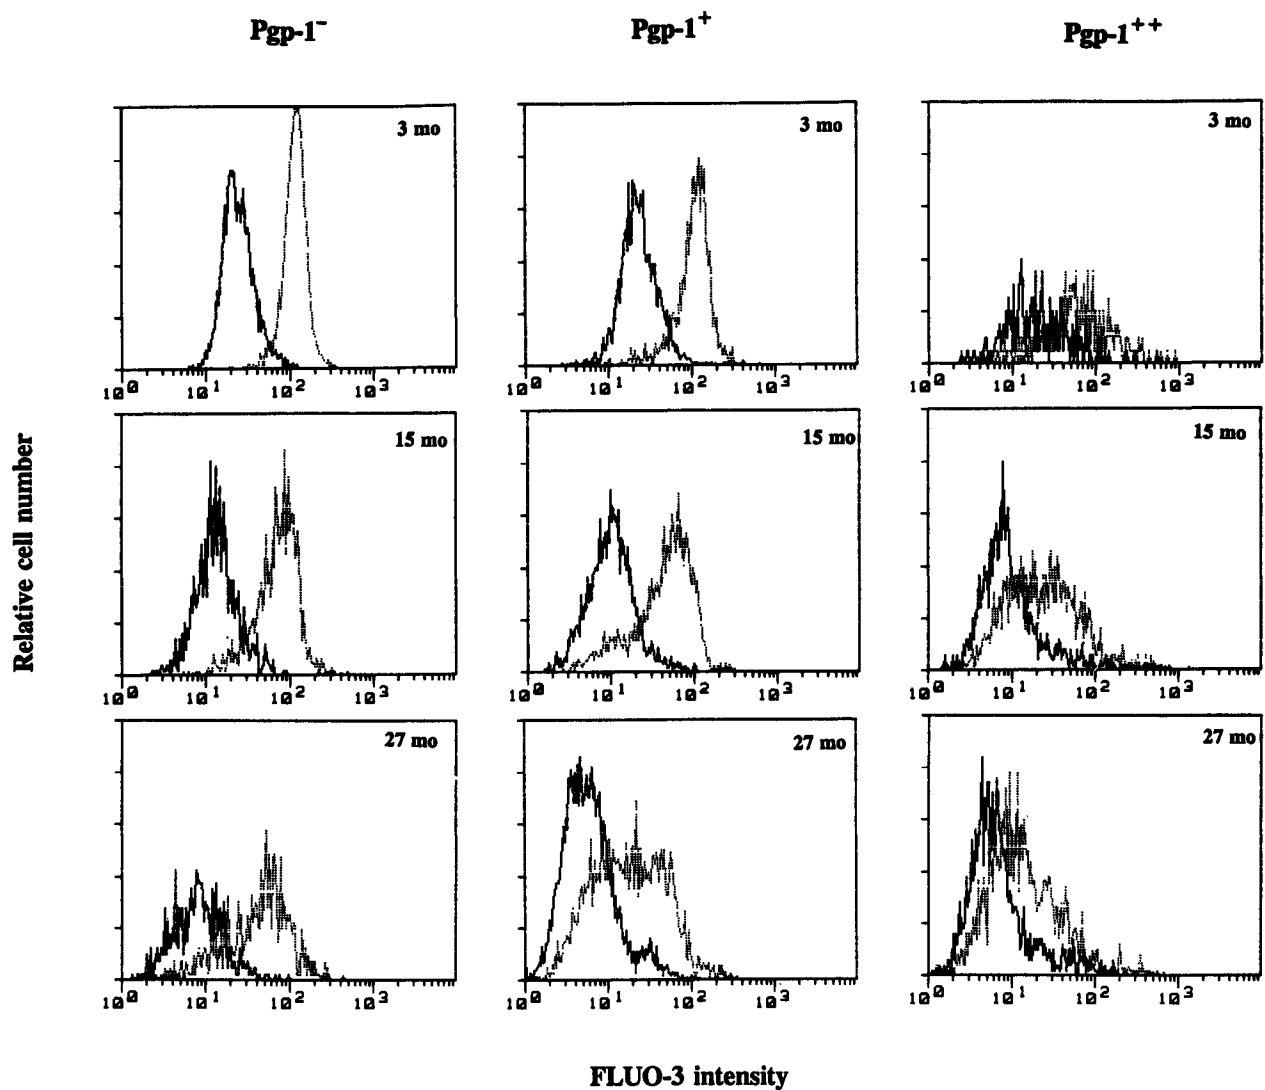 Pgp-1⁻ Pgp-1⁺ Pgp-1⁺⁺
3 mo 3 mo 3 mo
10⁰ 10¹ 10² 10³ 10⁰ 10¹ 10² 10³ 10⁰ 10¹ 10² 10³
15 mo 15 mo 15 mo
Relative cell number
10⁰ 10¹ 10² 10³ 10⁰ 10¹ 10² 10³ 10⁰ 10¹ 10² 10³
27 mo 27 mo 27 mo
10⁰ 10¹ 10² 10³ 10⁰ 10¹ 10² 10³ 10⁰ 10¹ 10² 10³
FLUO-3 intensity